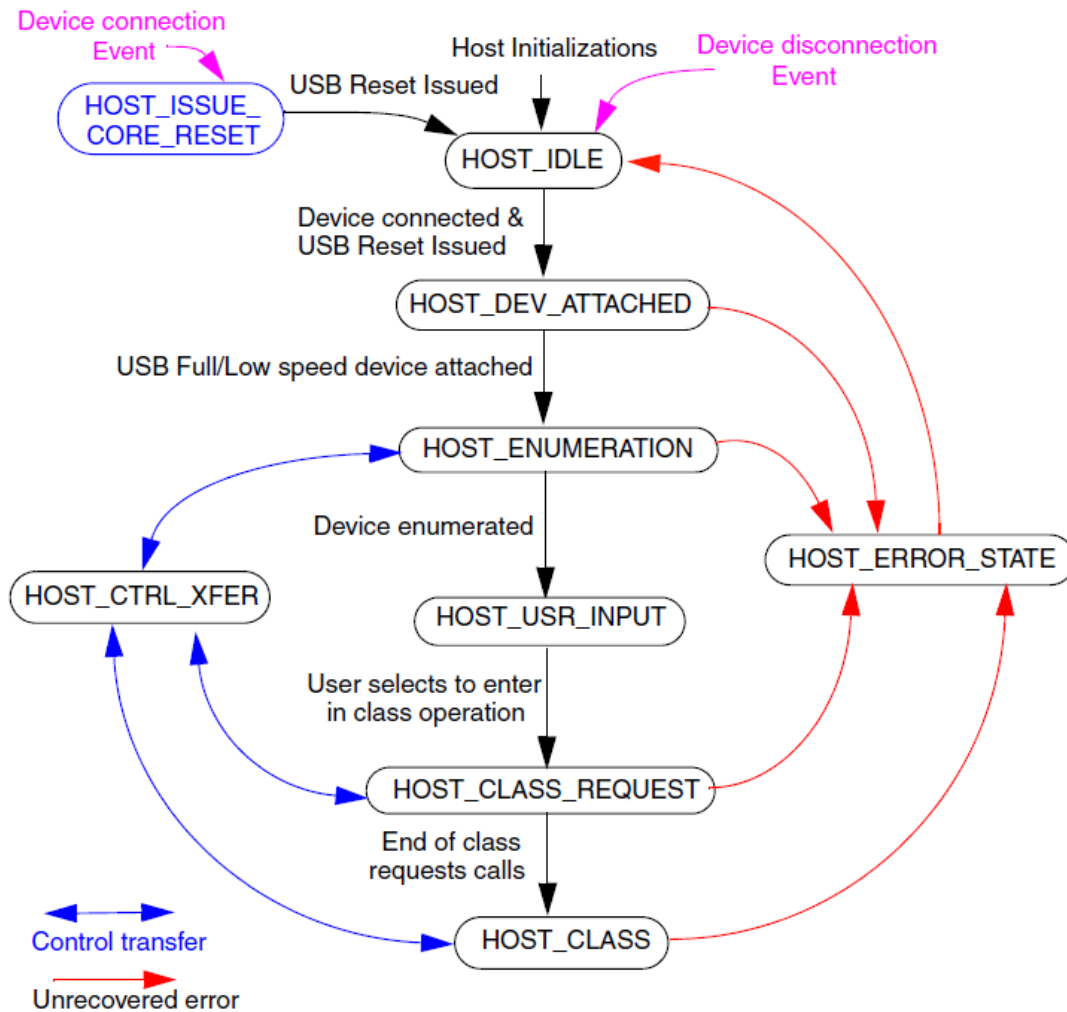 Device connection
Event
Host Initializations
Device disconnection
Event
USB Reset Issued
HOST_ISSUE_
CORE_RESET
HOST_IDLE
Device connected &
USB Reset Issued
HOST_DEV_ATTACHED
USB Full/Low speed device attached
HOST_ENUMERATION
Device enumerated
HOST_ERROR_STATE
HOST_CTRL_XFER
HOST_USR_INPUT
User selects to enter
in class operation
HOST_CLASS_REQUEST
End of class
requests calls
HOST_CLASS
Control transfer
Unrecovered error